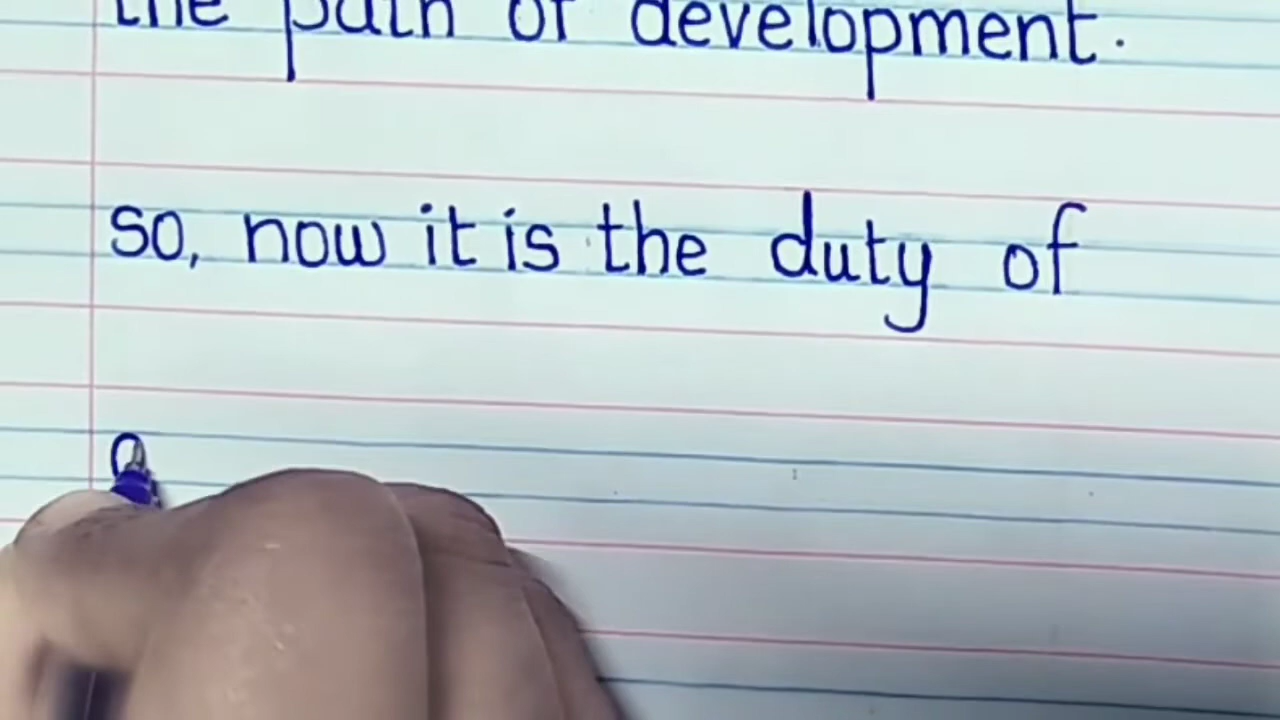 the path of development.
so, now it is the duty of